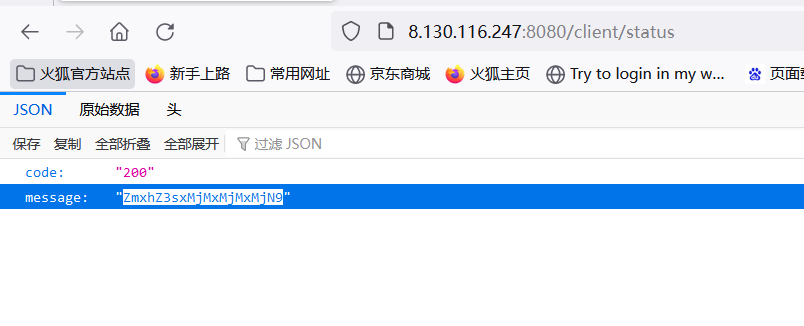 8.130.116.247:8080/client/status
火狐官方站点 新手上路 常用网址 京东商城 火狐主页 Try to login in my w... 页面
JSON 原始数据 头
保存 复制 全部折叠 全部展开 过滤 JSON
code: "200"
message: "ZmxhZ3sxMjMxMjMxMjN9"